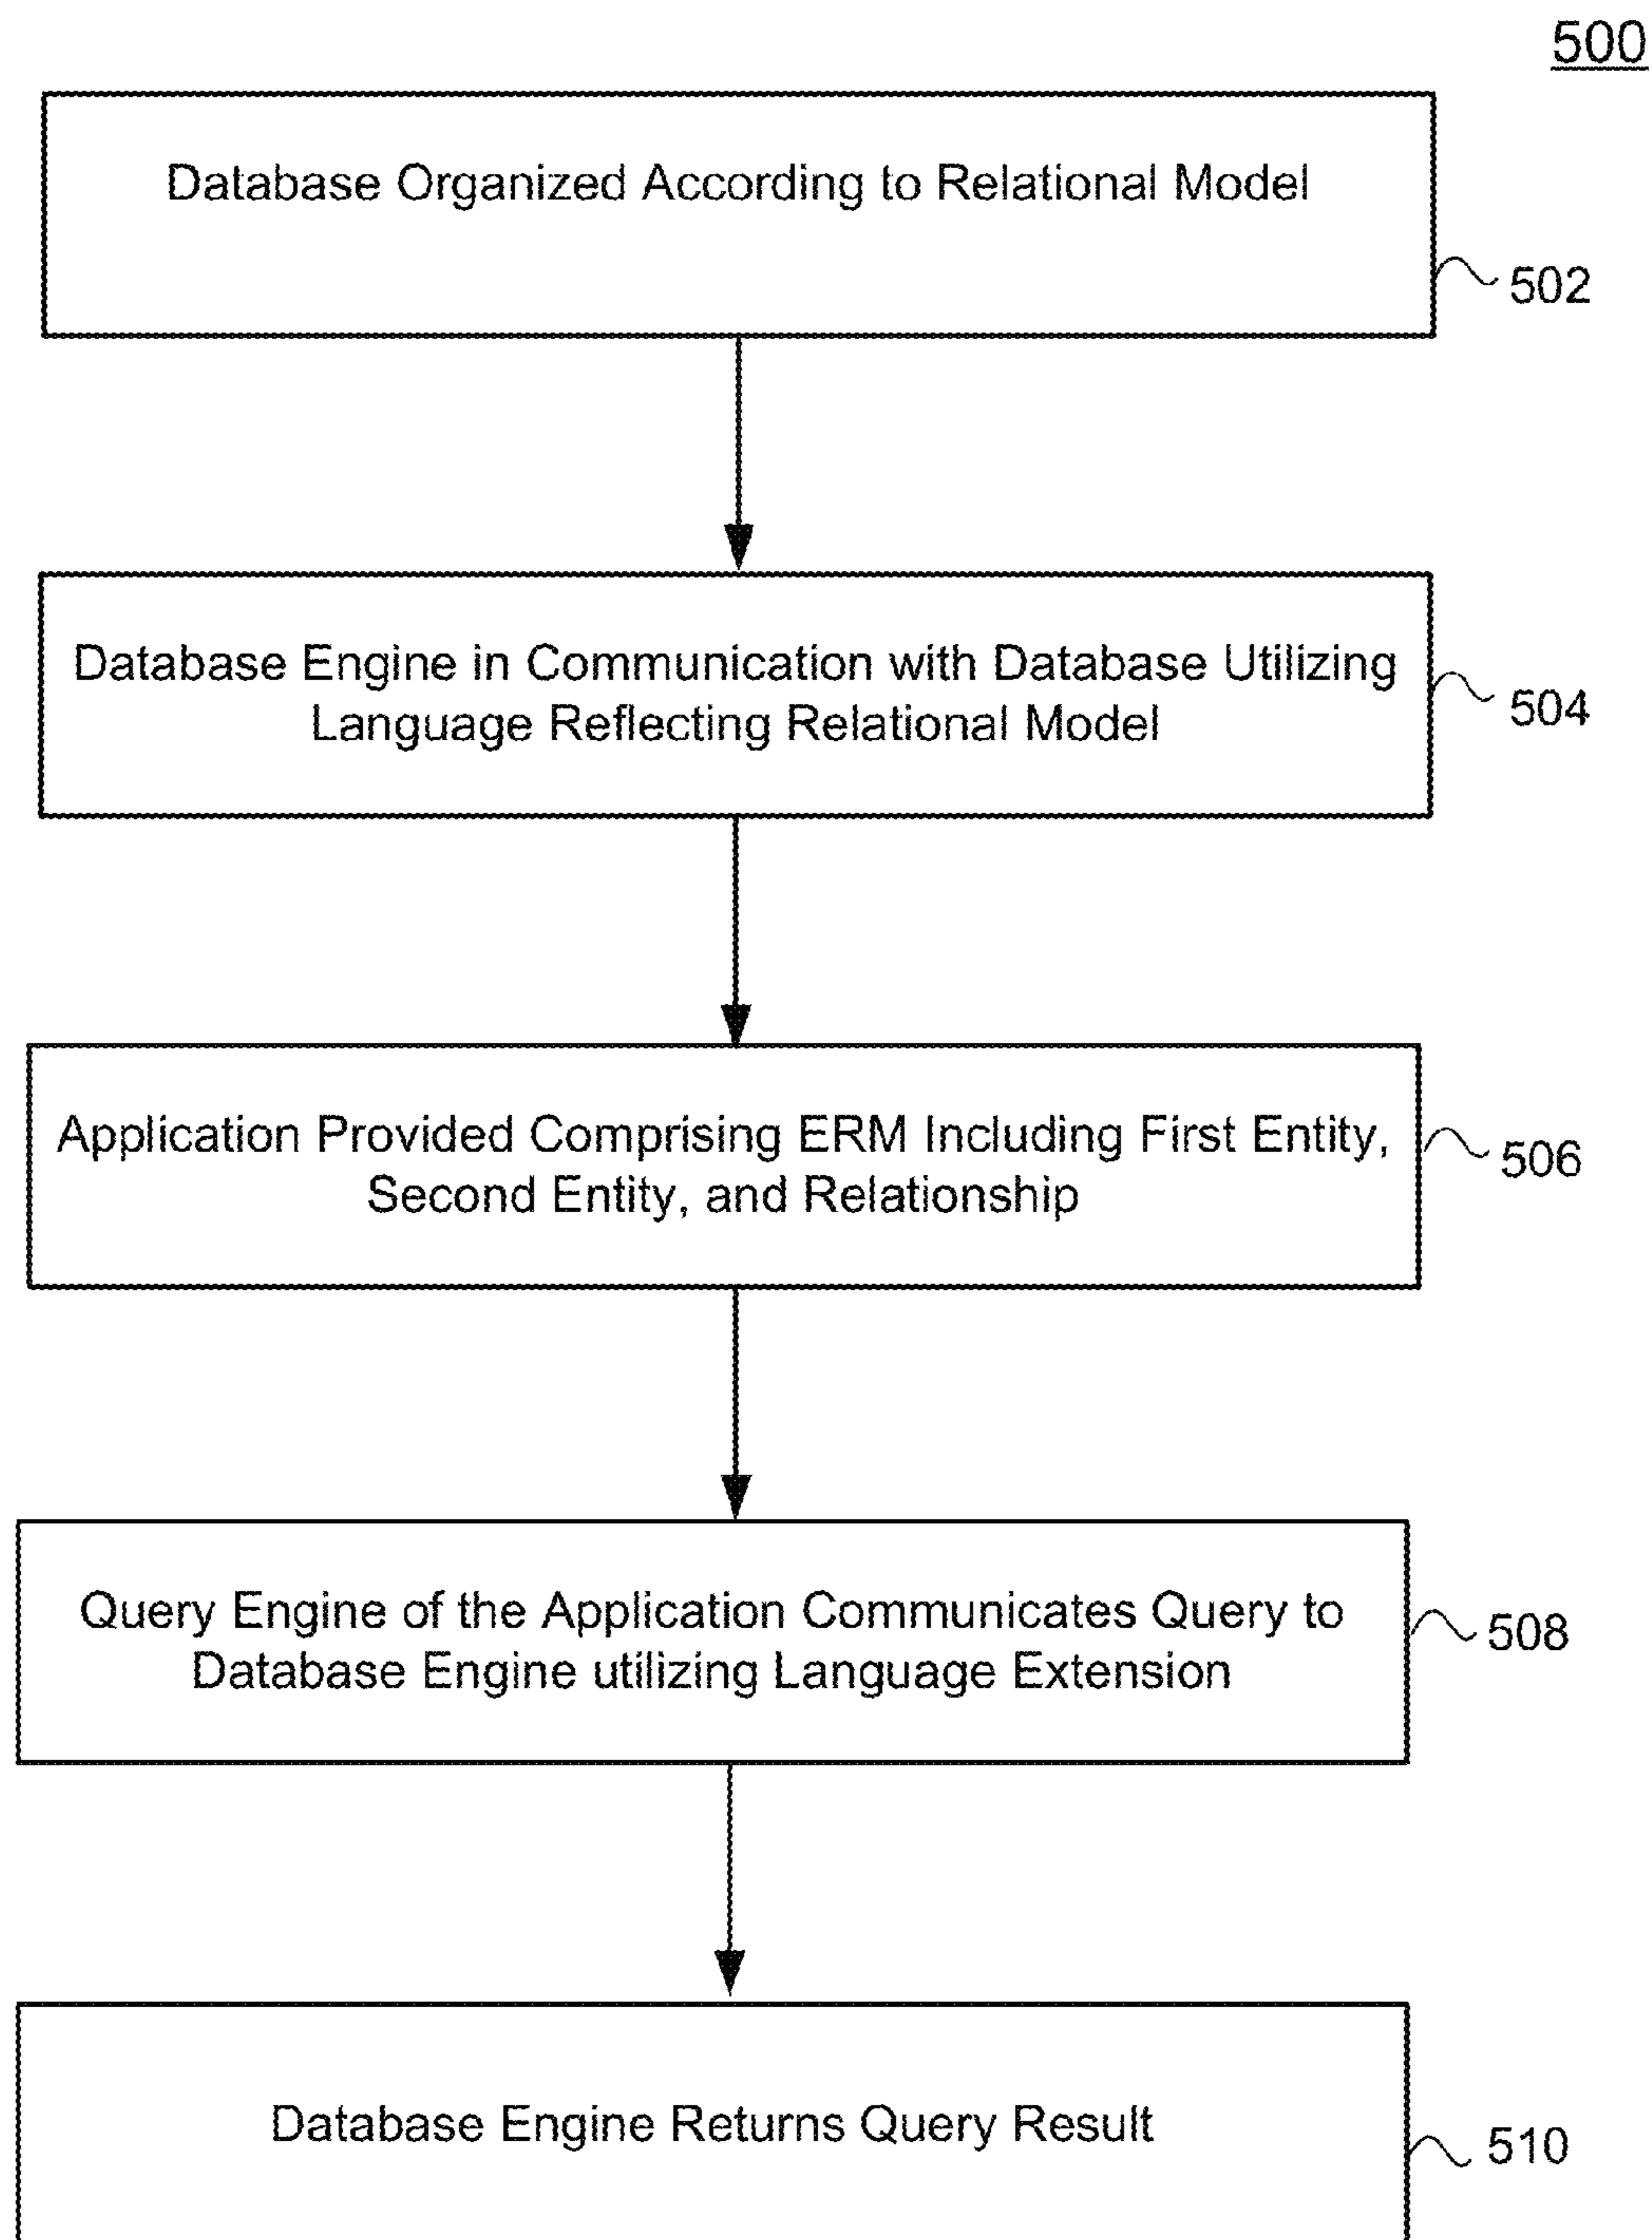 500
Database Organized According to Relational Model
502
Database Engine in Communication with Database Utilizing
Language Reflecting Relational Model
504
Application Provided Comprising ERM Including First Entity,
Second Entity, and Relationship
506
Query Engine of the Application Communicates Query to
Database Engine utilizing Language Extension
508
Database Engine Returns Query Result
510